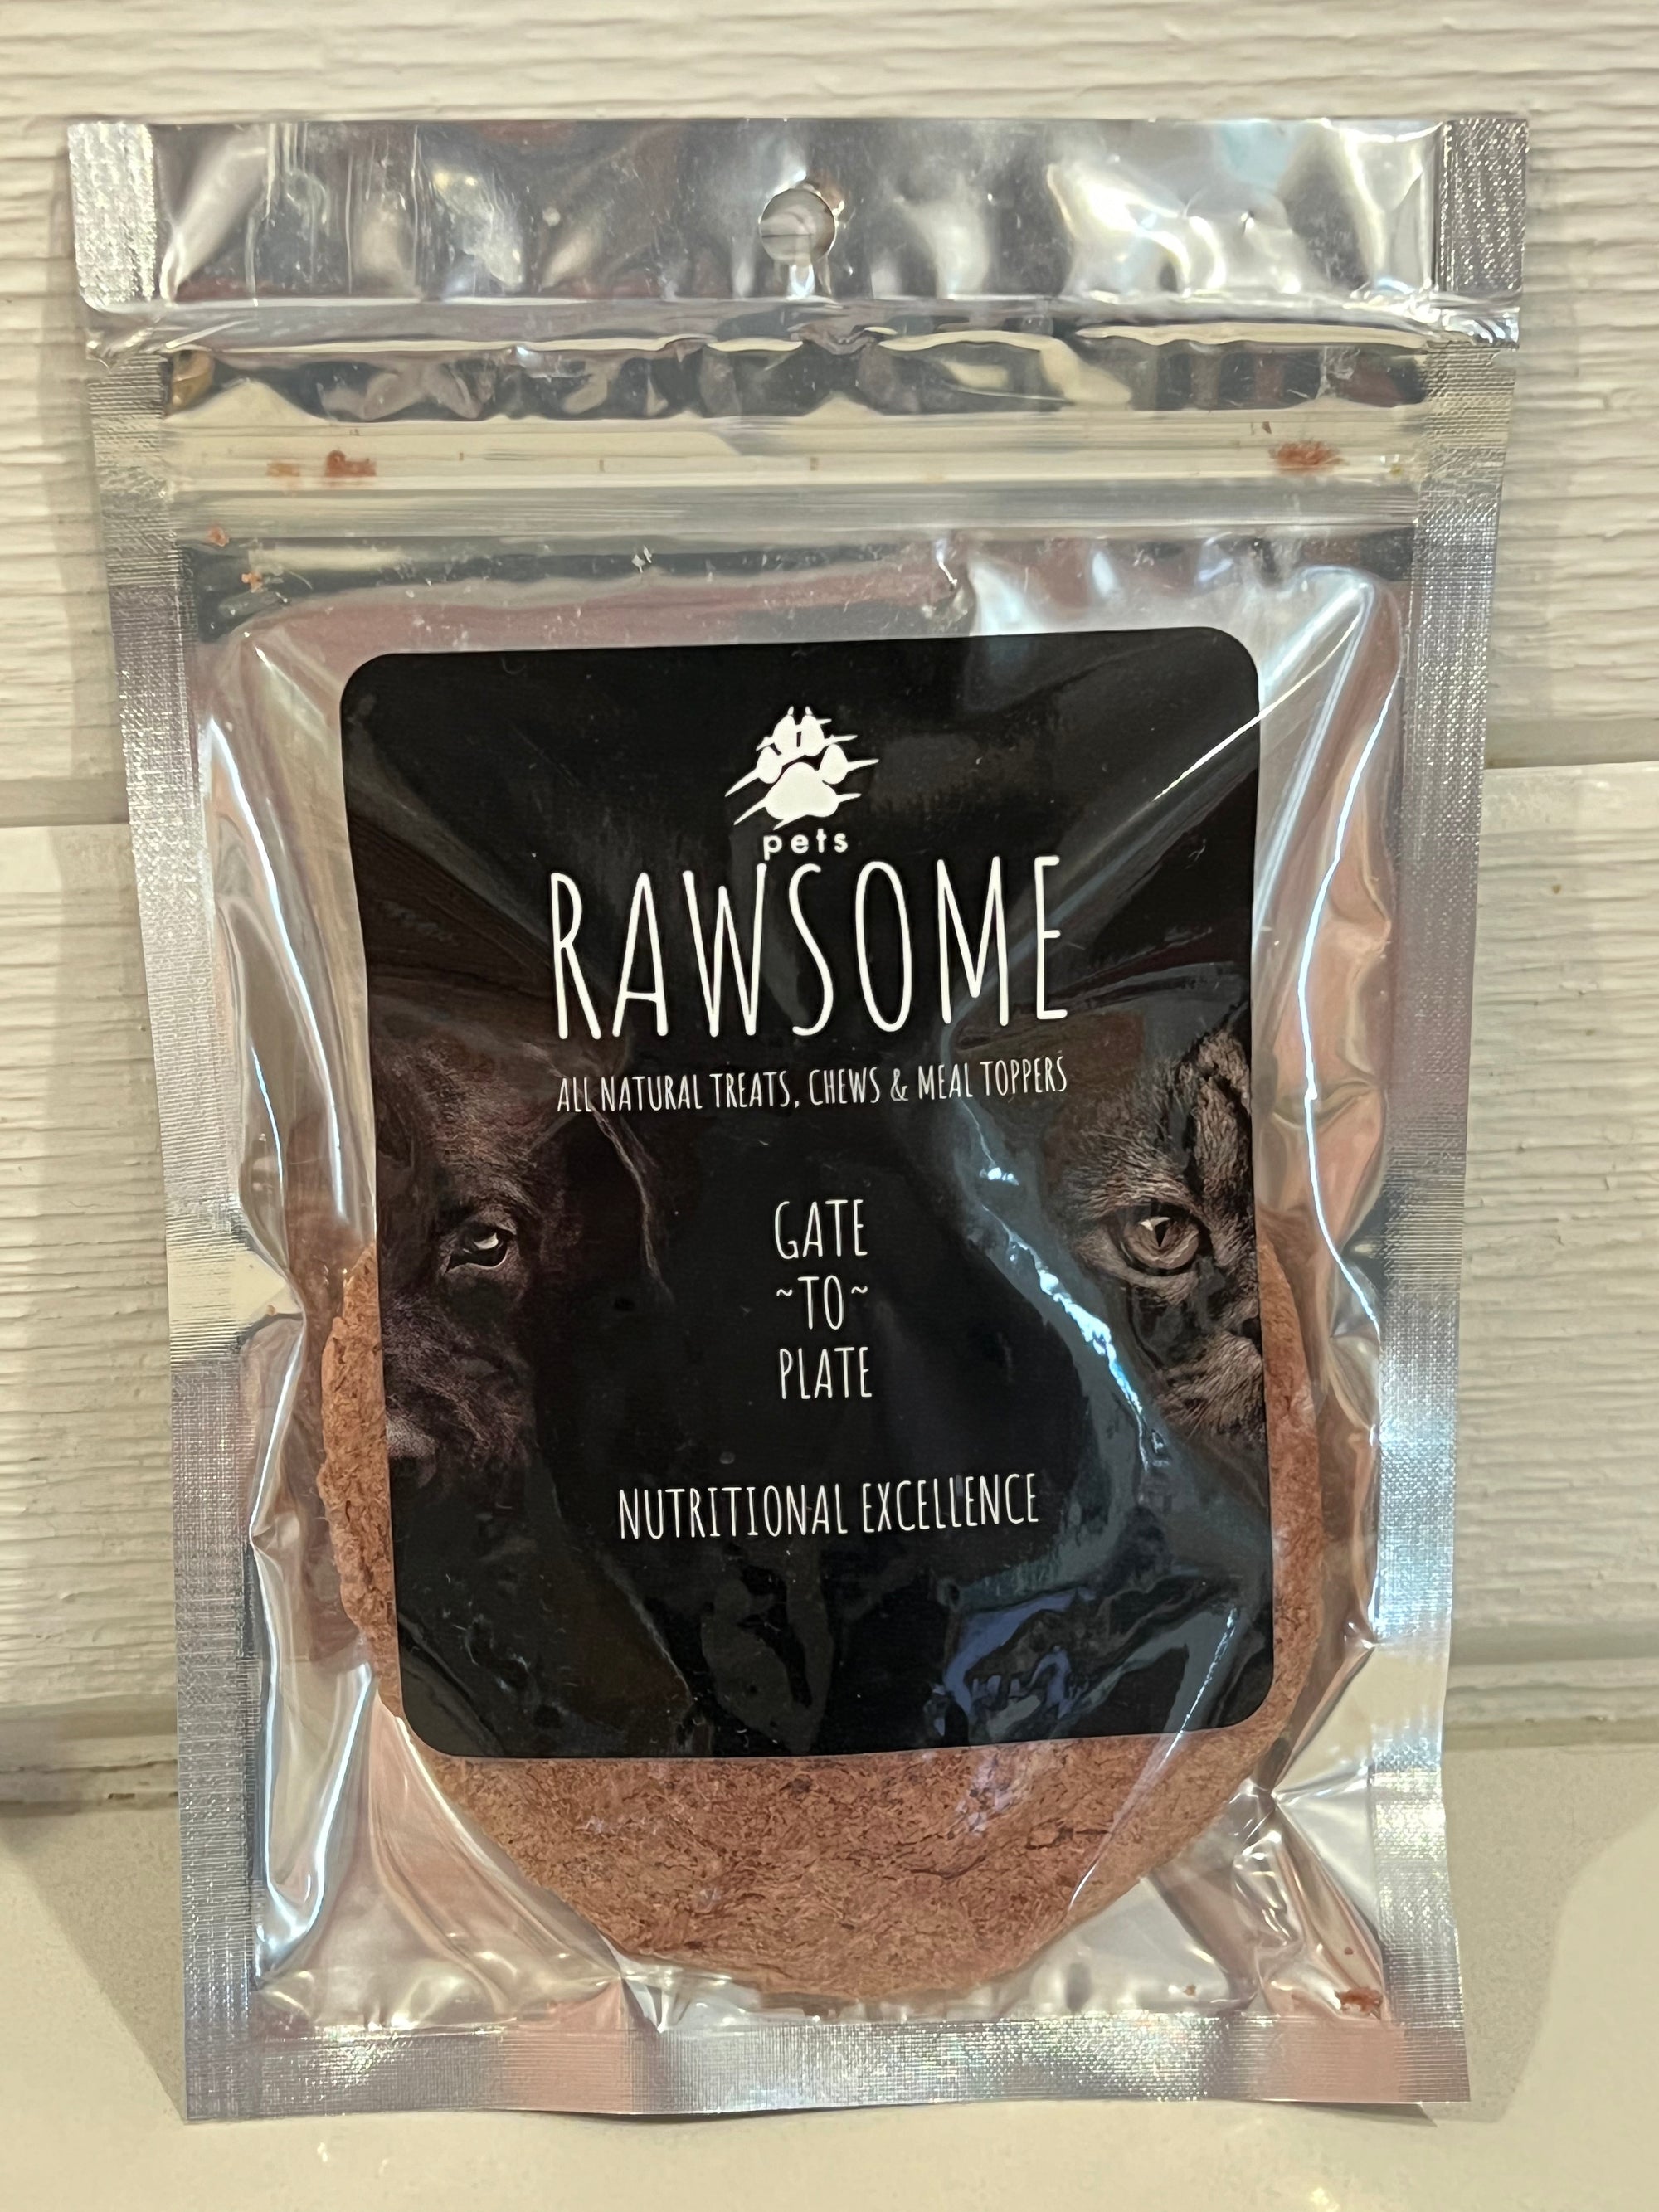 pets
RAWSOME
ALL NATURAL TREATS, CHEWS & MEAL TOPPERS
GATE
~TO~
PLATE
NUTRITIONAL EXCELLENCE